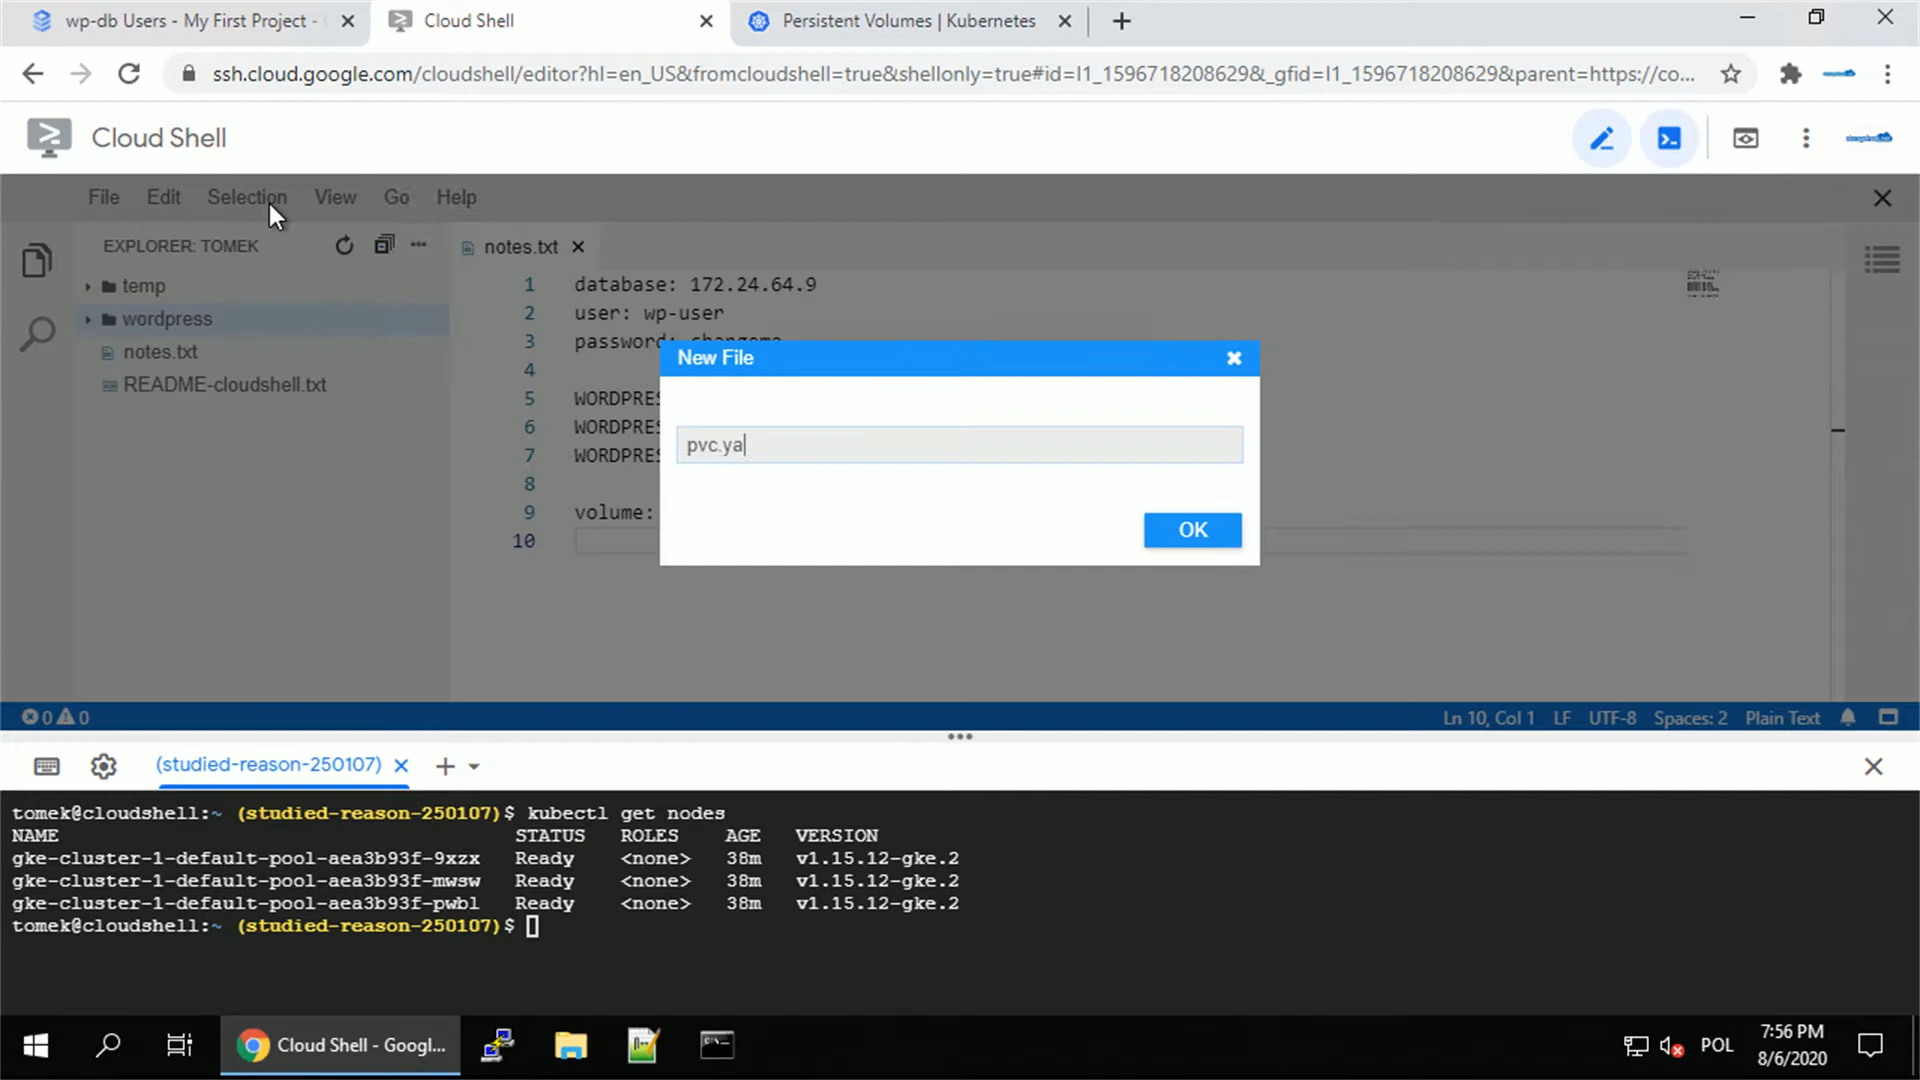 wp-db Users - My First Project -
Cloud Shell
Persistent Volumes | Kubernetes
ssh.cloud.google.com/cloudshell/editor?hl=en_US&fromcloudshell=true&shellonly=true#id=I1_1596718208629&_gfid=I1_1596718208629&parent=https://co...
Cloud Shell
File Edit Selection View Go Help
EXPLORER: TOMEK
notes.txt
temp
wordpress
notes.txt
README-cloudshell.txt
1 database: 172.24.64.9
2 user: wp-user
3 password: changeme
4
5 WORDPRES
6 WORDPRES
7 WORDPRES
8
9 volume:
10
New File
pvc.ya
OK
0 0
Ln 10, Col 1 LF UTF-8 Spaces: 2 Plain Text
(studied-reason-250107)
tomek@cloudshell:~ (studied-reason-250107)$ kubectl get nodes
NAME STATUS ROLES AGE VERSION
gke-cluster-1-default-pool-aea3b93f-9xzx Ready <none> 38m v1.15.12-gke.2
gke-cluster-1-default-pool-aea3b93f-mwsw Ready <none> 38m v1.15.12-gke.2
gke-cluster-1-default-pool-aea3b93f-pwbl Ready <none> 38m v1.15.12-gke.2
tomek@cloudshell:~ (studied-reason-250107)$
Cloud Shell - Googl...
POL
7:56 PM
8/6/2020